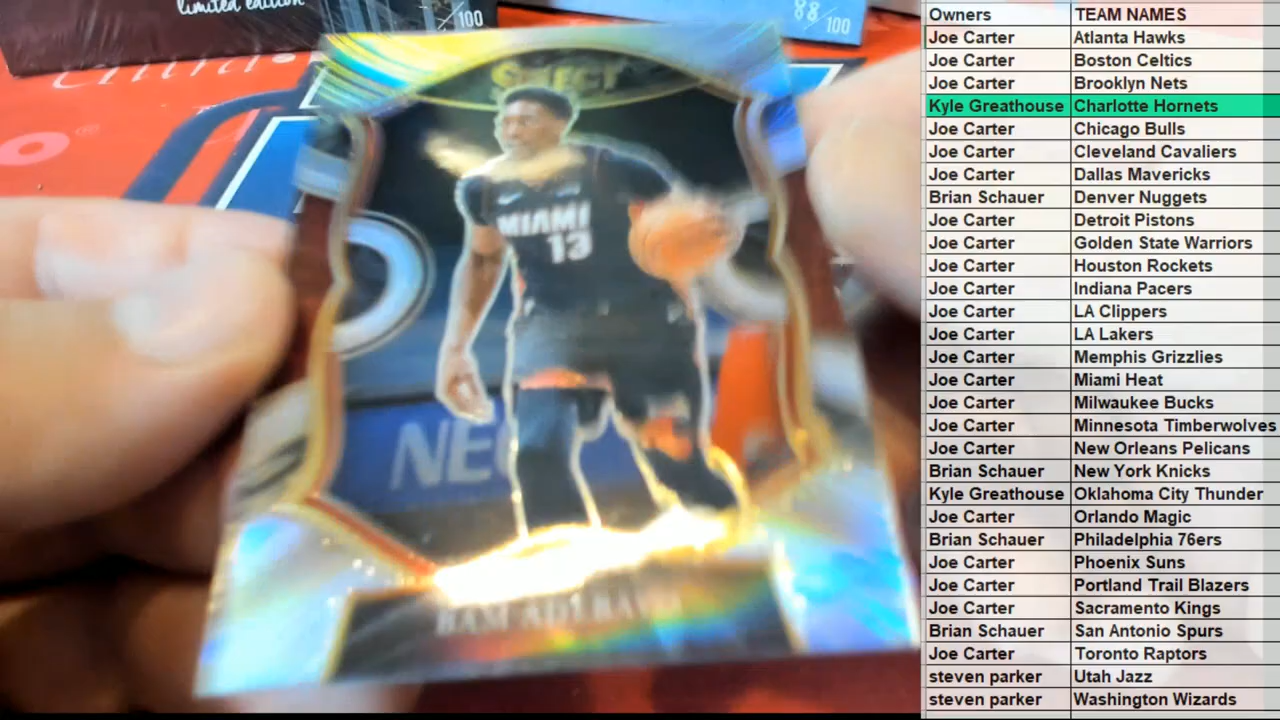 limited edition
/100
88/100
SELECT
MIAMI
13
NE
BAM ADEBAYO
Owners TEAM NAMES
Joe Carter Atlanta Hawks
Joe Carter Boston Celtics
Joe Carter Brooklyn Nets
Kyle Greathouse Charlotte Hornets
Joe Carter Chicago Bulls
Joe Carter Cleveland Cavaliers
Joe Carter Dallas Mavericks
Brian Schauer Denver Nuggets
Joe Carter Detroit Pistons
Joe Carter Golden State Warriors
Joe Carter Houston Rockets
Joe Carter Indiana Pacers
Joe Carter LA Clippers
Joe Carter LA Lakers
Joe Carter Memphis Grizzlies
Joe Carter Miami Heat
Joe Carter Milwaukee Bucks
Joe Carter Minnesota Timberwolves
Joe Carter New Orleans Pelicans
Brian Schauer New York Knicks
Kyle Greathouse Oklahoma City Thunder
Joe Carter Orlando Magic
Brian Schauer Philadelphia 76ers
Joe Carter Phoenix Suns
Joe Carter Portland Trail Blazers
Joe Carter Sacramento Kings
Brian Schauer San Antonio Spurs
Joe Carter Toronto Raptors
steven parker Utah Jazz
steven parker Washington Wizards